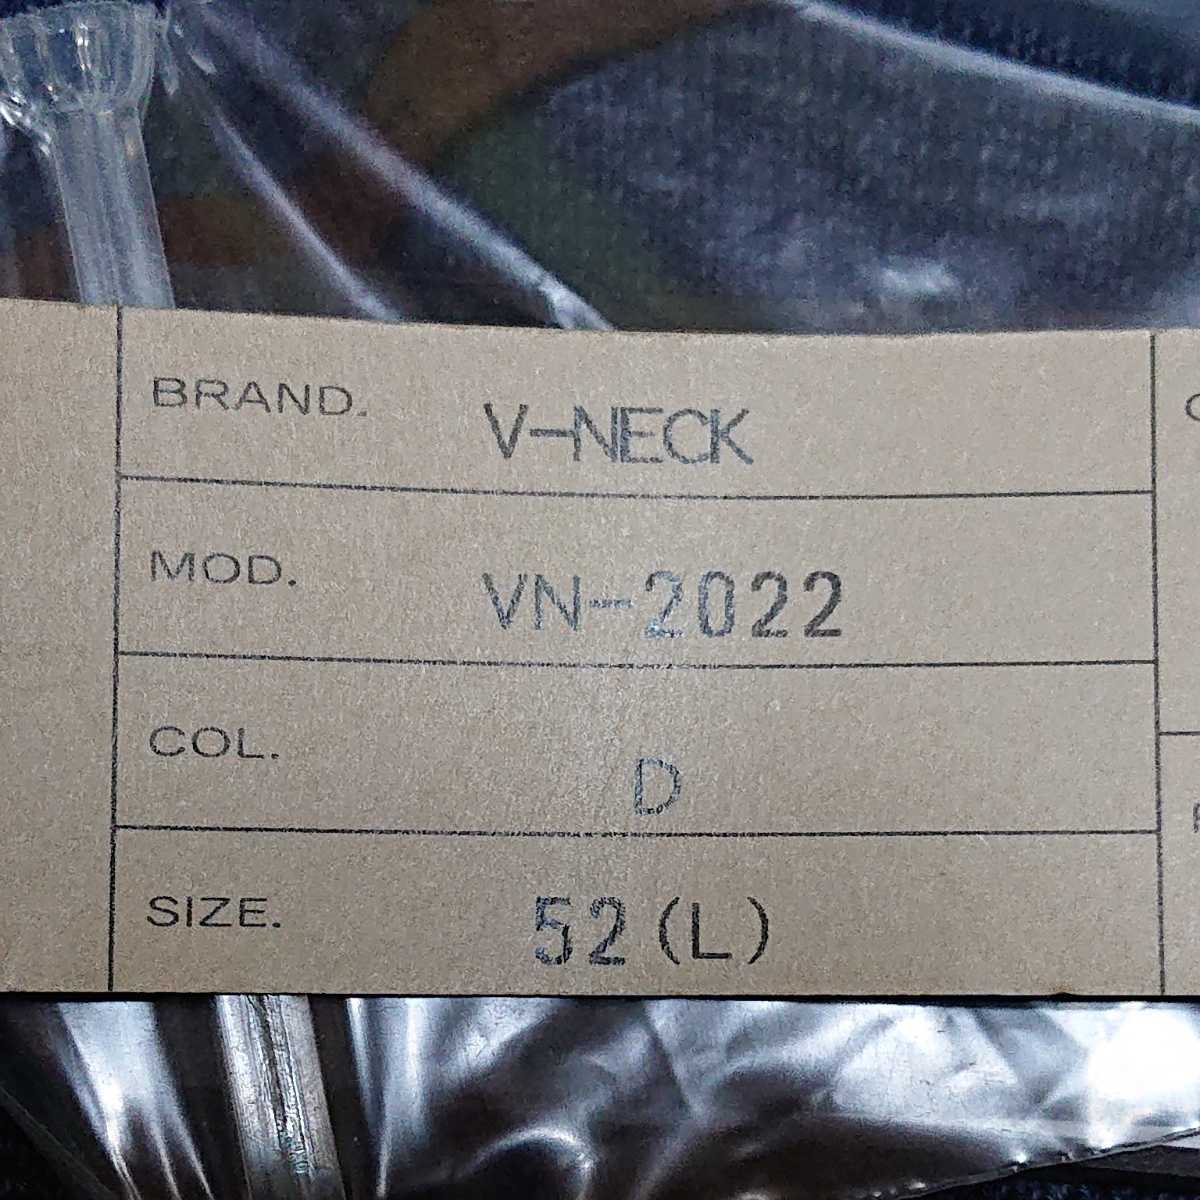 BRAND. V-NECK
MOD. VN-2022
COL. D
SIZE. 52(L)